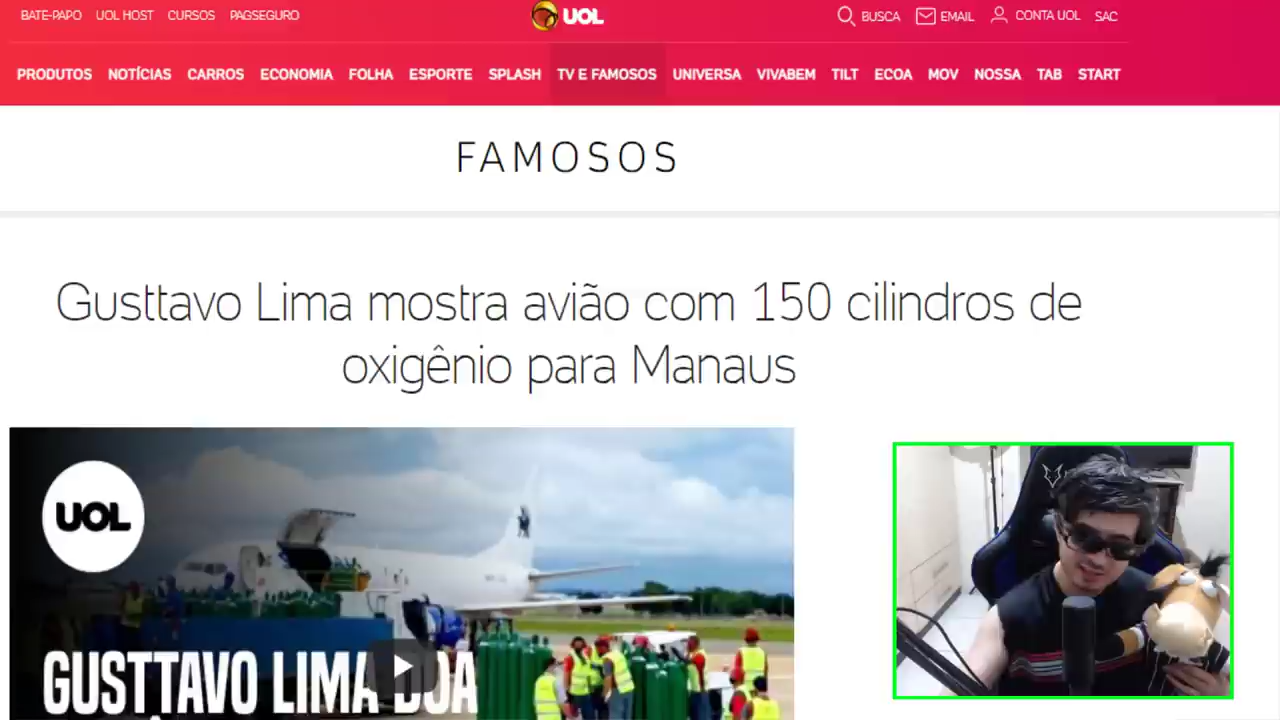 BATE-PAPO UOL HOST CURSOS PAGSEGURO UOL BUSCA EMAIL CONTA UOL SAC
PRODUTOS NOTÍCIAS CARROS ECONOMIA FOLHA ESPORTE SPLASH TV E FAMOSOS UNIVERSA VIVABEM TILT ECOA MOV NOSSA TAB START
FAMOSOS
Gusttavo Lima mostra avião com 150 cilindros de
oxigênio para Manaus
UOL
GUSTTAVO LIMA DOA